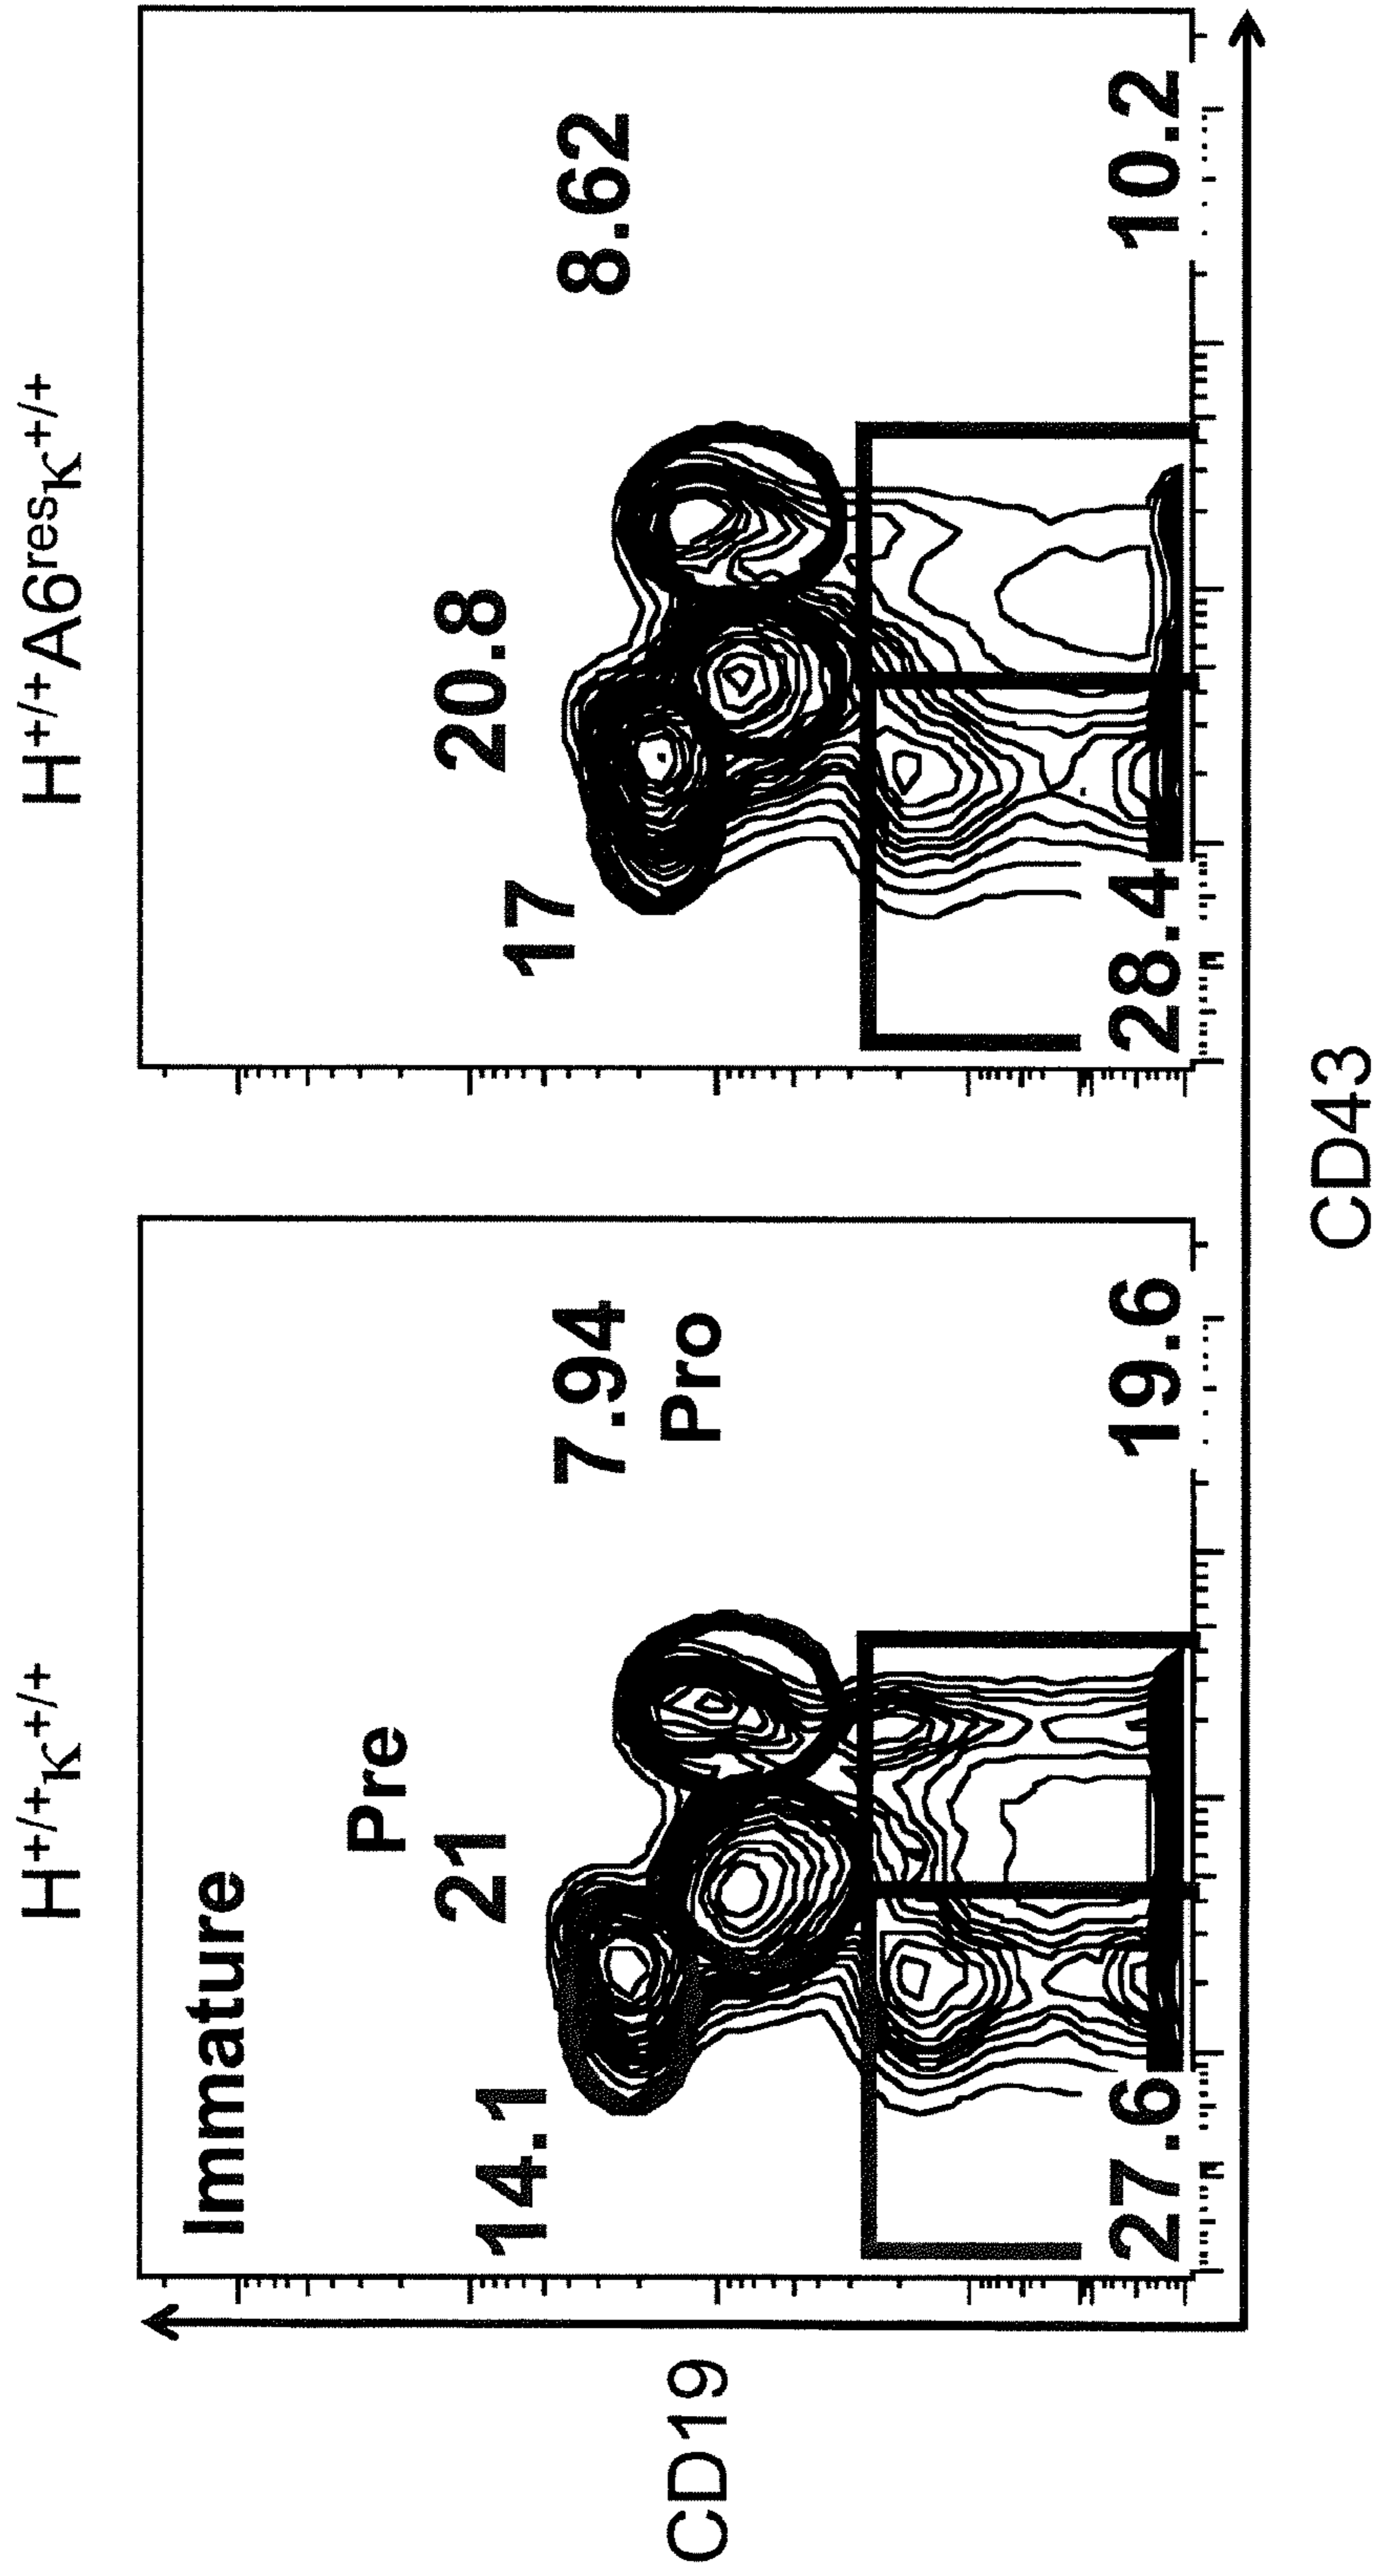 H+/+κ+/+
H+/+A6resκ+/+
Immature
Pre
14.1
21
7.94
Pro
27.6
19.6
17
20.8
8.62
28.4
10.2
CD19
CD43